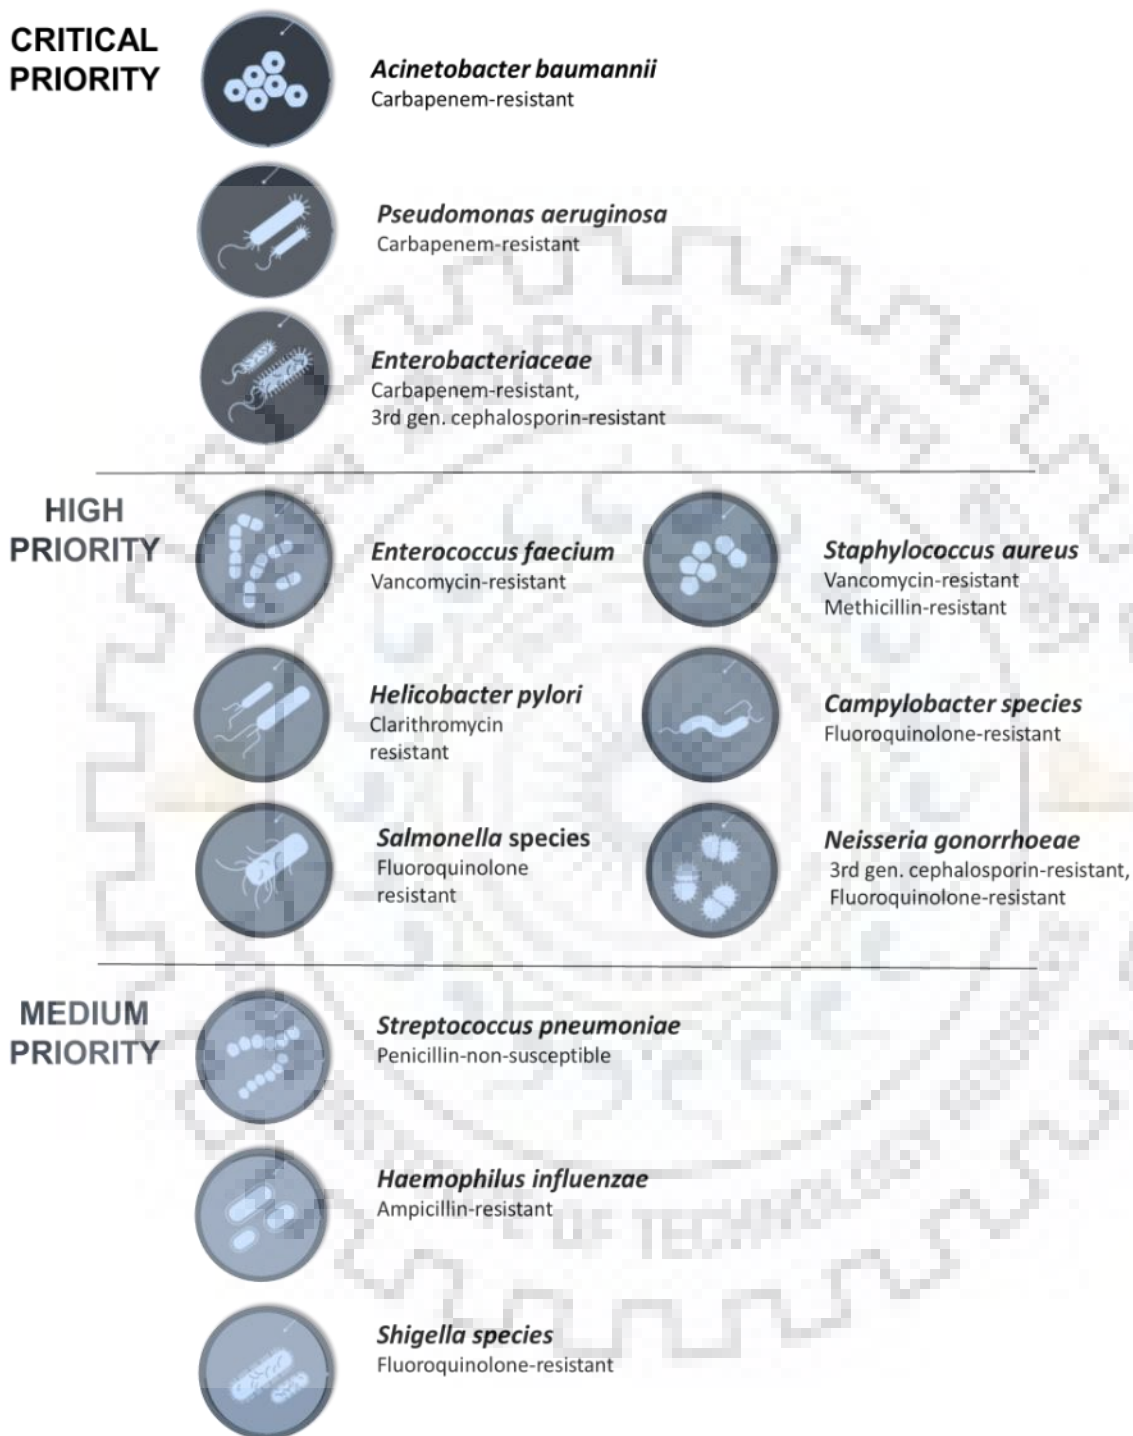 CRITICAL
PRIORITY
Acinetobacter baumannii
Carbapenem-resistant
Pseudomonas aeruginosa
Carbapenem-resistant
Enterobacteriaceae
Carbapenem-resistant,
3rd gen. cephalosporin-resistant
HIGH
PRIORITY
Enterococcus faecium
Vancomycin-resistant
Staphylococcus aureus
Vancomycin-resistant
Methicillin-resistant
Helicobacter pylori
Clarithromycin
resistant
Campylobacter species
Fluoroquinolone-resistant
Salmonella species
Fluoroquinolone
resistant
Neisseria gonorrhoeae
3rd gen. cephalosporin-resistant,
Fluoroquinolone-resistant
MEDIUM
PRIORITY
Streptococcus pneumoniae
Penicillin-non-susceptible
Haemophilus influenzae
Ampicillin-resistant
Shigella species
Fluoroquinolone-resistant
OF TECHNOLOGY